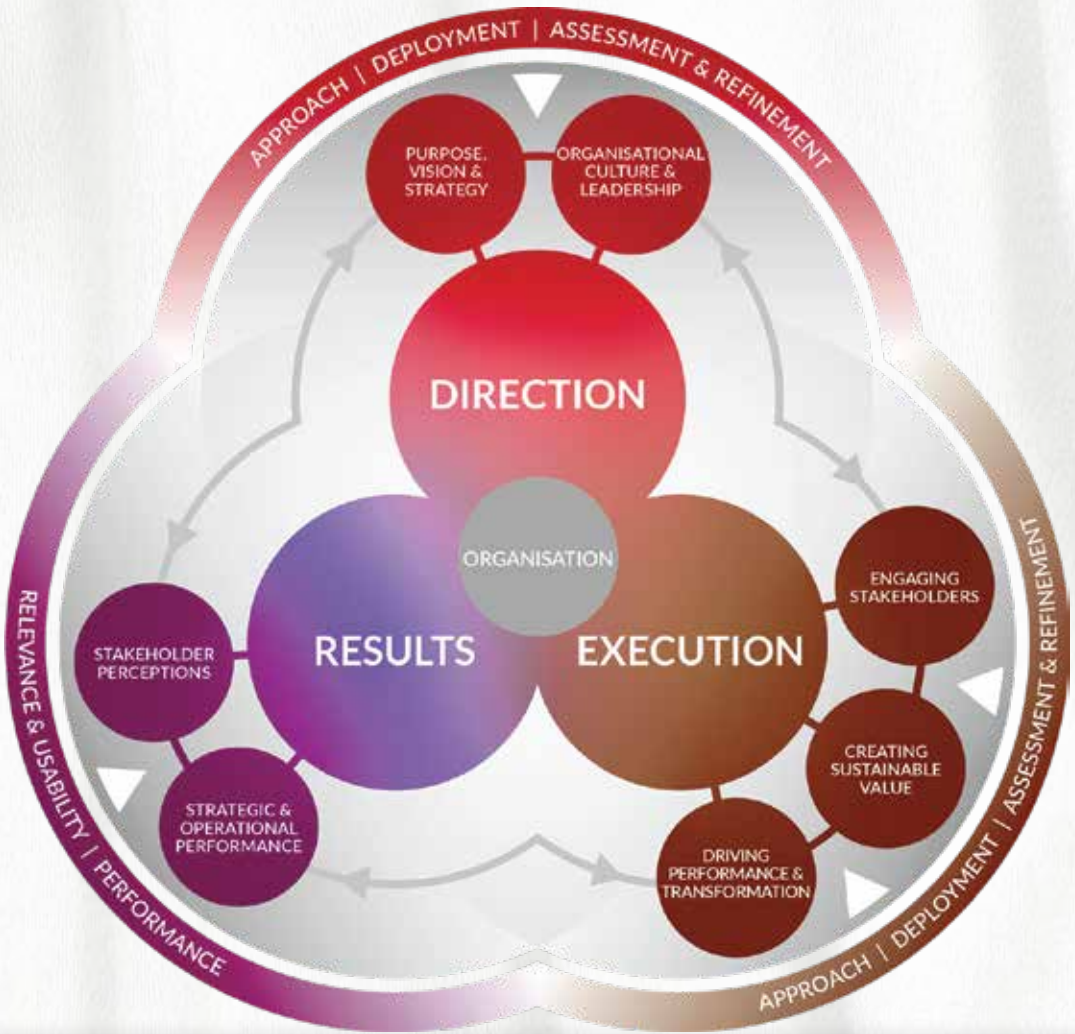 APPROACH | DEPLOYMENT | ASSESSMENT & REFINEMENT
PURPOSE,
VISION &
STRATEGY
ORGANISATIONAL
CULTURE &
LEADERSHIP
DIRECTION
ORGANISATION
RESULTS
EXECUTION
ENGAGING
STAKEHOLDERS
CREATING
SUSTAINABLE
VALUE
DRIVING
PERFORMANCE &
TRANSFORMATION
STAKEHOLDER
PERCEPTIONS
STRATEGIC &
OPERATIONAL
PERFORMANCE
RELEVANCE & USABILITY | PERFORMANCE
APPROACH | DEPLOYMENT | ASSESSMENT & REFINEMENT